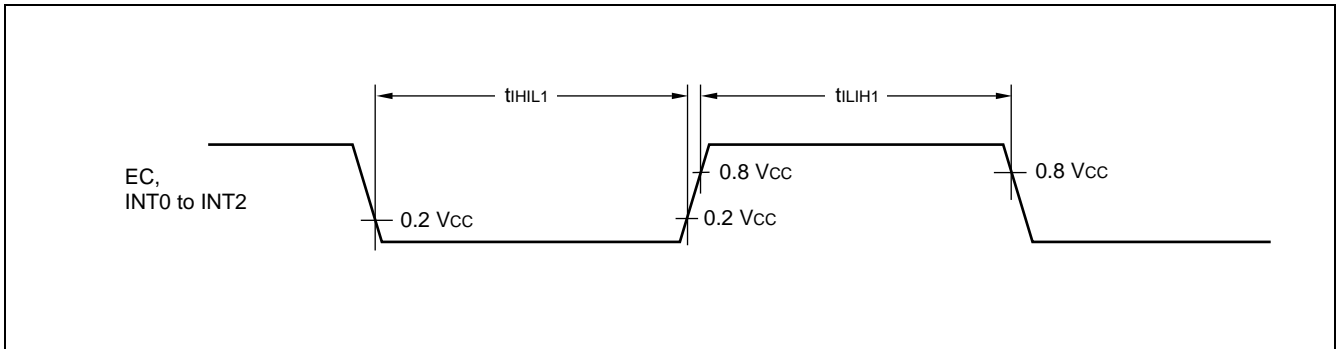 tIHIL1
tILIH1
EC,
INT0 to INT2
0.8 VCC
0.8 VCC
0.2 VCC
0.2 VCC